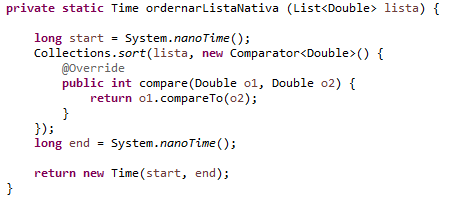 private static Time ordernarListaNativa (List<Double> lista) {
long start = System.nanoTime();
Collections.sort(lista, new Comparator<Double>() {
@Override
public int compare(Double o1, Double o2) {
return o1.compareTo(o2);
}
});
long end = System.nanoTime();
return new Time(start, end);
}